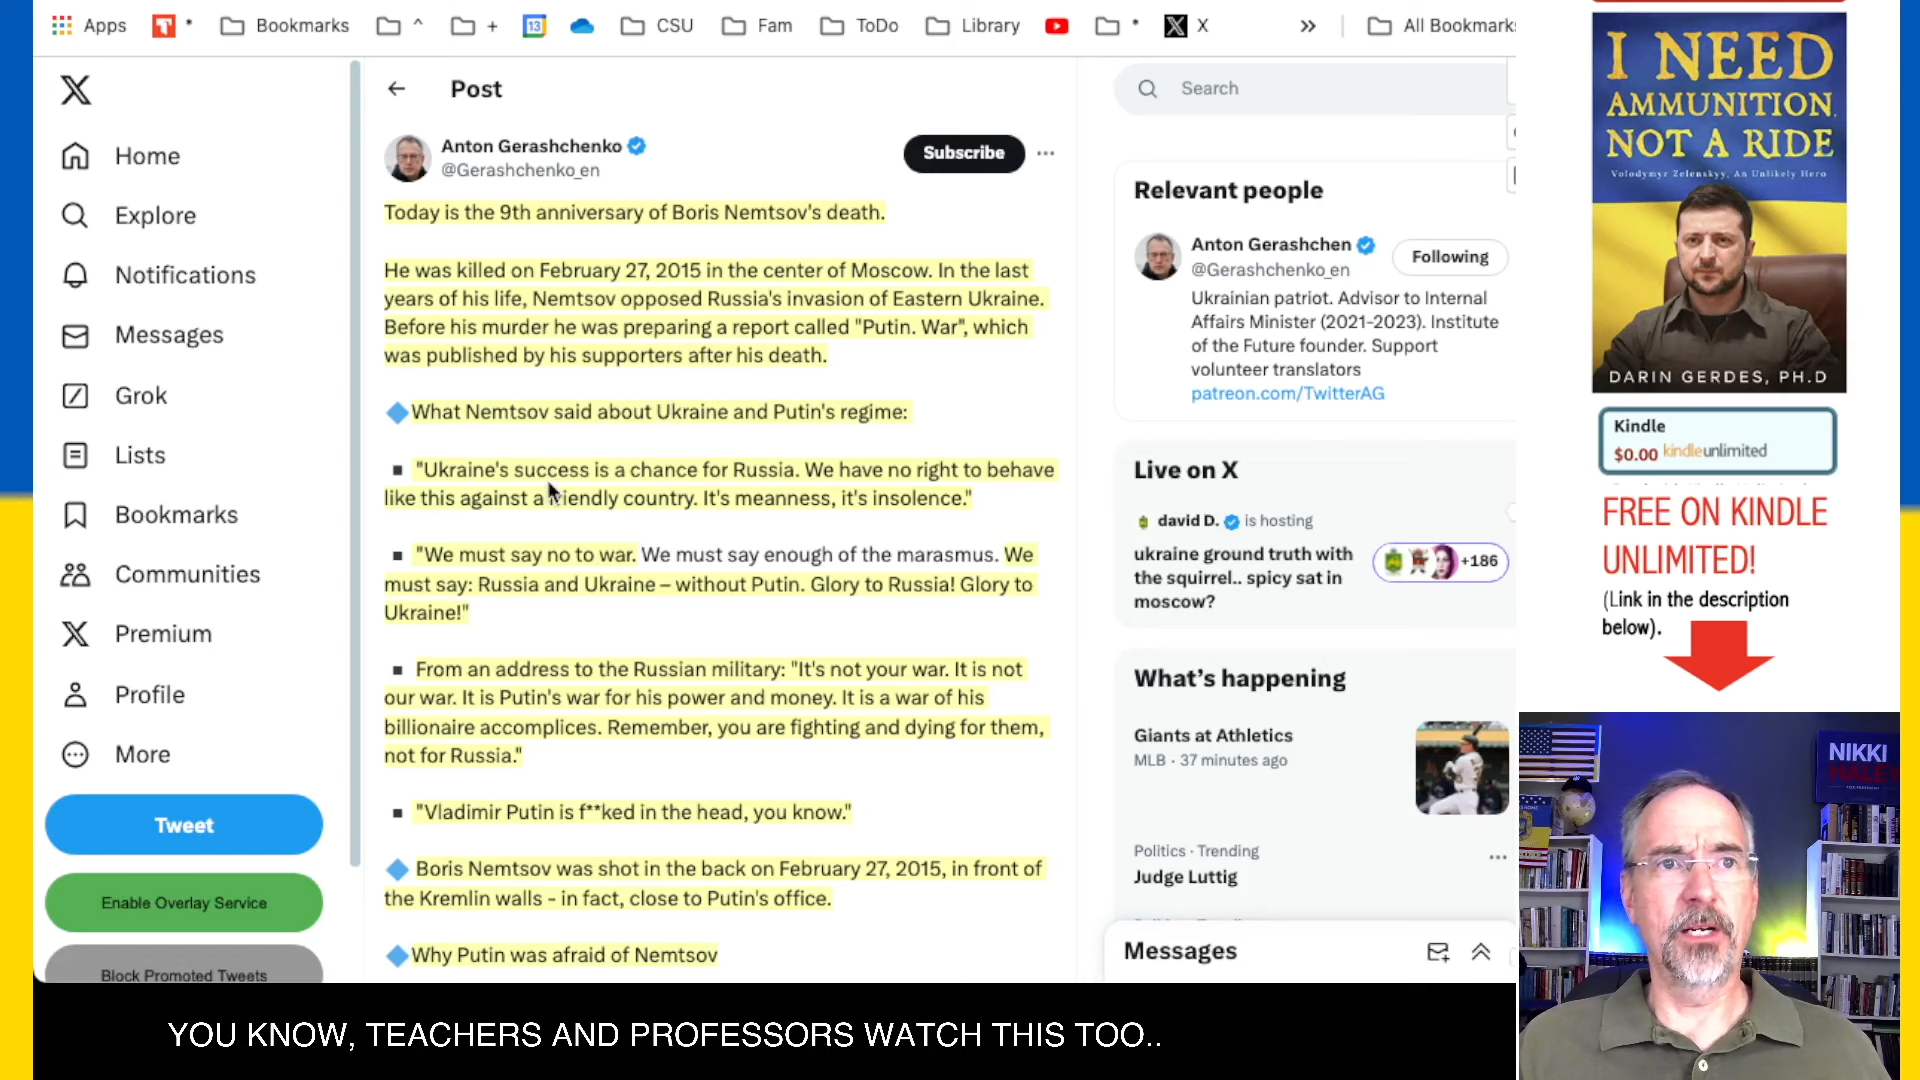 Apps
*
Bookmarks
^
+
13
CSU
Fam
ToDo
Library
*
X
»
All Bookmarks
Post
Search
Home
Explore
Notifications
Messages
Grok
Lists
Bookmarks
Communities
Premium
Profile
More
Tweet
Enable Overlay Service
Block Promoted Tweets
Anton Gerashchenko
@Gerashchenko_en
Subscribe
Today is the 9th anniversary of Boris Nemtsov's death.
He was killed on February 27, 2015 in the center of Moscow. In the last
years of his life, Nemtsov opposed Russia's invasion of Eastern Ukraine.
Before his murder he was preparing a report called "Putin. War", which
was published by his supporters after his death.
What Nemtsov said about Ukraine and Putin's regime:
"Ukraine's success is a chance for Russia. We have no right to behave
like this against a friendly country. It's meanness, it's insolence."
"We must say no to war. We must say enough of the marasmus. We
must say: Russia and Ukraine – without Putin. Glory to Russia! Glory to
Ukraine!"
From an address to the Russian military: "It's not your war. It is not
our war. It is Putin's war for his power and money. It is a war of his
billionaire accomplices. Remember, you are fighting and dying for them,
not for Russia."
"Vladimir Putin is f**ked in the head, you know."
Boris Nemtsov was shot in the back on February 27, 2015, in front of
the Kremlin walls - in fact, close to Putin's office.
Why Putin was afraid of Nemtsov
Relevant people
Anton Gerashchen
@Gerashchenko_en
Following
Ukrainian patriot. Advisor to Internal
Affairs Minister (2021-2023). Institute
of the Future founder. Support
volunteer translators
patreon.com/TwitterAG
Live on X
david D. is hosting
ukraine ground truth with
the squirrel.. spicy sat in
moscow?
+186
What's happening
Giants at Athletics
MLB · 37 minutes ago
Politics · Trending
Judge Luttig
Messages
I NEED
AMMUNITION,
NOT A RIDE
Volodymyr Zelenskyy, An Unlikely Hero
DARIN GERDES, PH.D
Kindle
$0.00 kindleunlimited
FREE ON KINDLE
UNLIMITED!
(Link in the description
below).
NIKKI
HALEY
YOU KNOW, TEACHERS AND PROFESSORS WATCH THIS TOO..